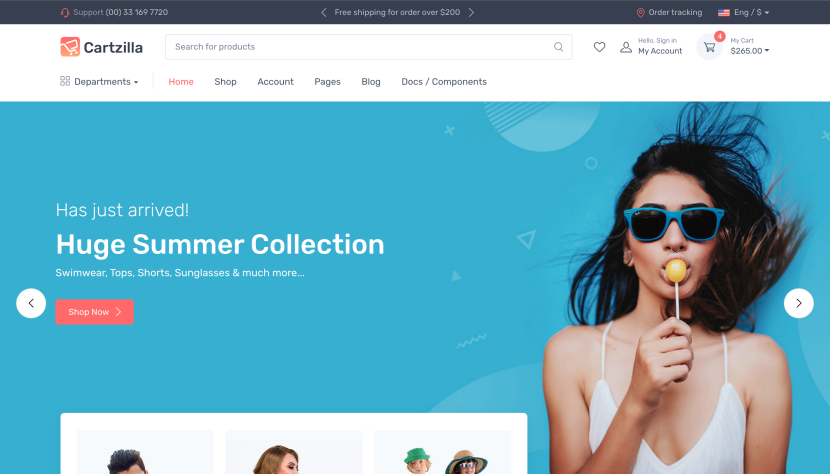 Support (00) 33 169 7720
Free shipping for order over $200
Order tracking
Eng / $
Cartzilla
Search for products
Hello, Sign in
My Account
4
My Cart
$265.00
Departments
Home
Shop
Account
Pages
Blog
Docs / Components
Has just arrived!
Huge Summer Collection
Swimwear, Tops, Shorts, Sunglasses & much more...
Shop Now